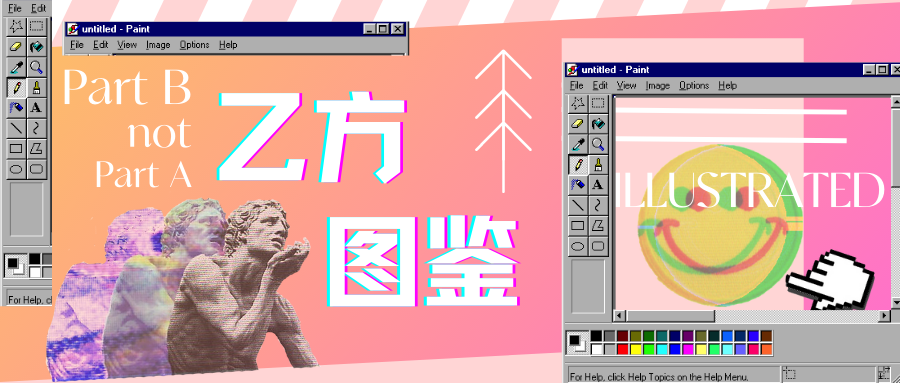 File Edit
untitled - Paint
File Edit View Image Options Help
Part B
not
Part A
乙方
图鉴
For Help, cl
untitled - Paint
File Edit View Image Options Help
A
A
ILLUSTRATED
For Help, click Help Topics on the Help Menu.